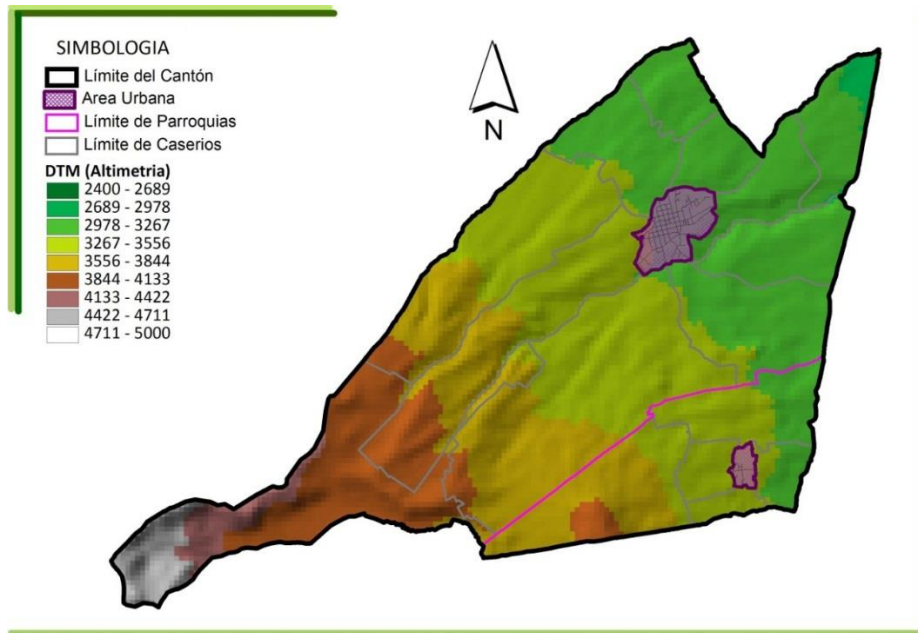 SIMBOLOGIA
Límite del Cantón
Area Urbana
Límite de Parroquias
Límite de Caserios
DTM (Altimetria)
2400 - 2689
2689 - 2978
2978 - 3267
3267 - 3556
3556 - 3844
3844 - 4133
4133 - 4422
4422 - 4711
4711 - 5000
N